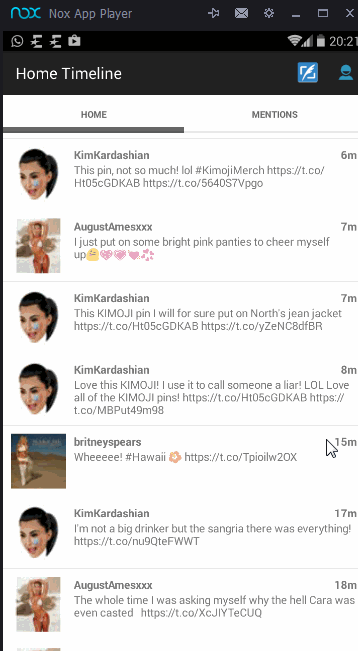 nox Nox App Player
20:21
Home Timeline
HOME MENTIONS
KimKardashian 6m
This pin, not so much! lol #KimojiMerch https://t.co/
Ht05cGDKAB https://t.co/5640S7Vpgo
AugustAmesxxx 7m
I just put on some bright pink panties to cheer myself
up
KimKardashian 7m
This KIMOJI pin I will for sure put on North's jean jacket
https://t.co/Ht05cGDKAB https://t.co/yZeNC8dfBR
KimKardashian 8m
Love this KIMOJI! I use it to call someone a liar! LOL Love
all of the KIMOJI pins! https://t.co/Ht05cGDKAB https://
t.co/MBPut49m98
britneyspears 15m
Wheeeee! #Hawaii 🌺 https://t.co/Tpioilw2OX
KimKardashian 17m
I'm not a big drinker but the sangria there was everything!
https://t.co/nu9QteFWWT
AugustAmesxxx 18m
The whole time I was asking myself why the hell Cara was
even casted https://t.co/XcJIYTeCUQ